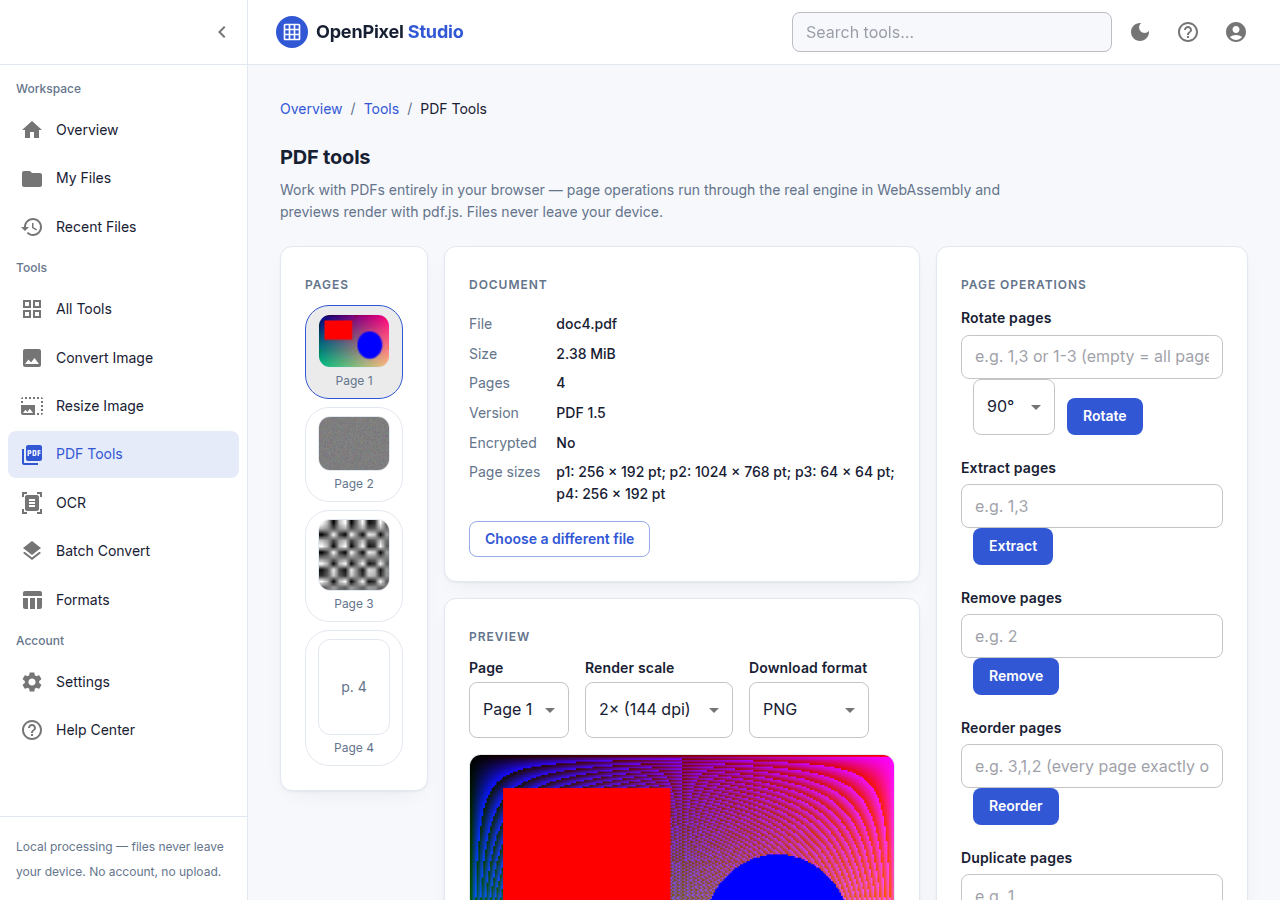 OpenPixel Studio
Search tools...
Workspace
Overview
My Files
Recent Files
Tools
All Tools
Convert Image
Resize Image
PDF
PDF Tools
OCR
Batch Convert
Formats
Account
Settings
Help Center
Local processing — files never leave
your device. No account, no upload.
Overview / Tools / PDF Tools
PDF tools
Work with PDFs entirely in your browser — page operations run through the real engine in WebAssembly and
previews render with pdf.js. Files never leave your device.
PAGES
Page 1
Page 2
Page 3
p. 4
Page 4
DOCUMENT
File doc4.pdf
Size 2.38 MiB
Pages 4
Version PDF 1.5
Encrypted No
Page sizes p1: 256 × 192 pt; p2: 1024 × 768 pt; p3: 64 × 64 pt;
p4: 256 × 192 pt
Choose a different file
PREVIEW
Page Render scale Download format
Page 1 2× (144 dpi) PNG
PAGE OPERATIONS
Rotate pages
e.g. 1,3 or 1-3 (empty = all page
90° Rotate
Extract pages
e.g. 1,3
Extract
Remove pages
e.g. 2
Remove
Reorder pages
e.g. 3,1,2 (every page exactly o
Reorder
Duplicate pages
e.g. 1